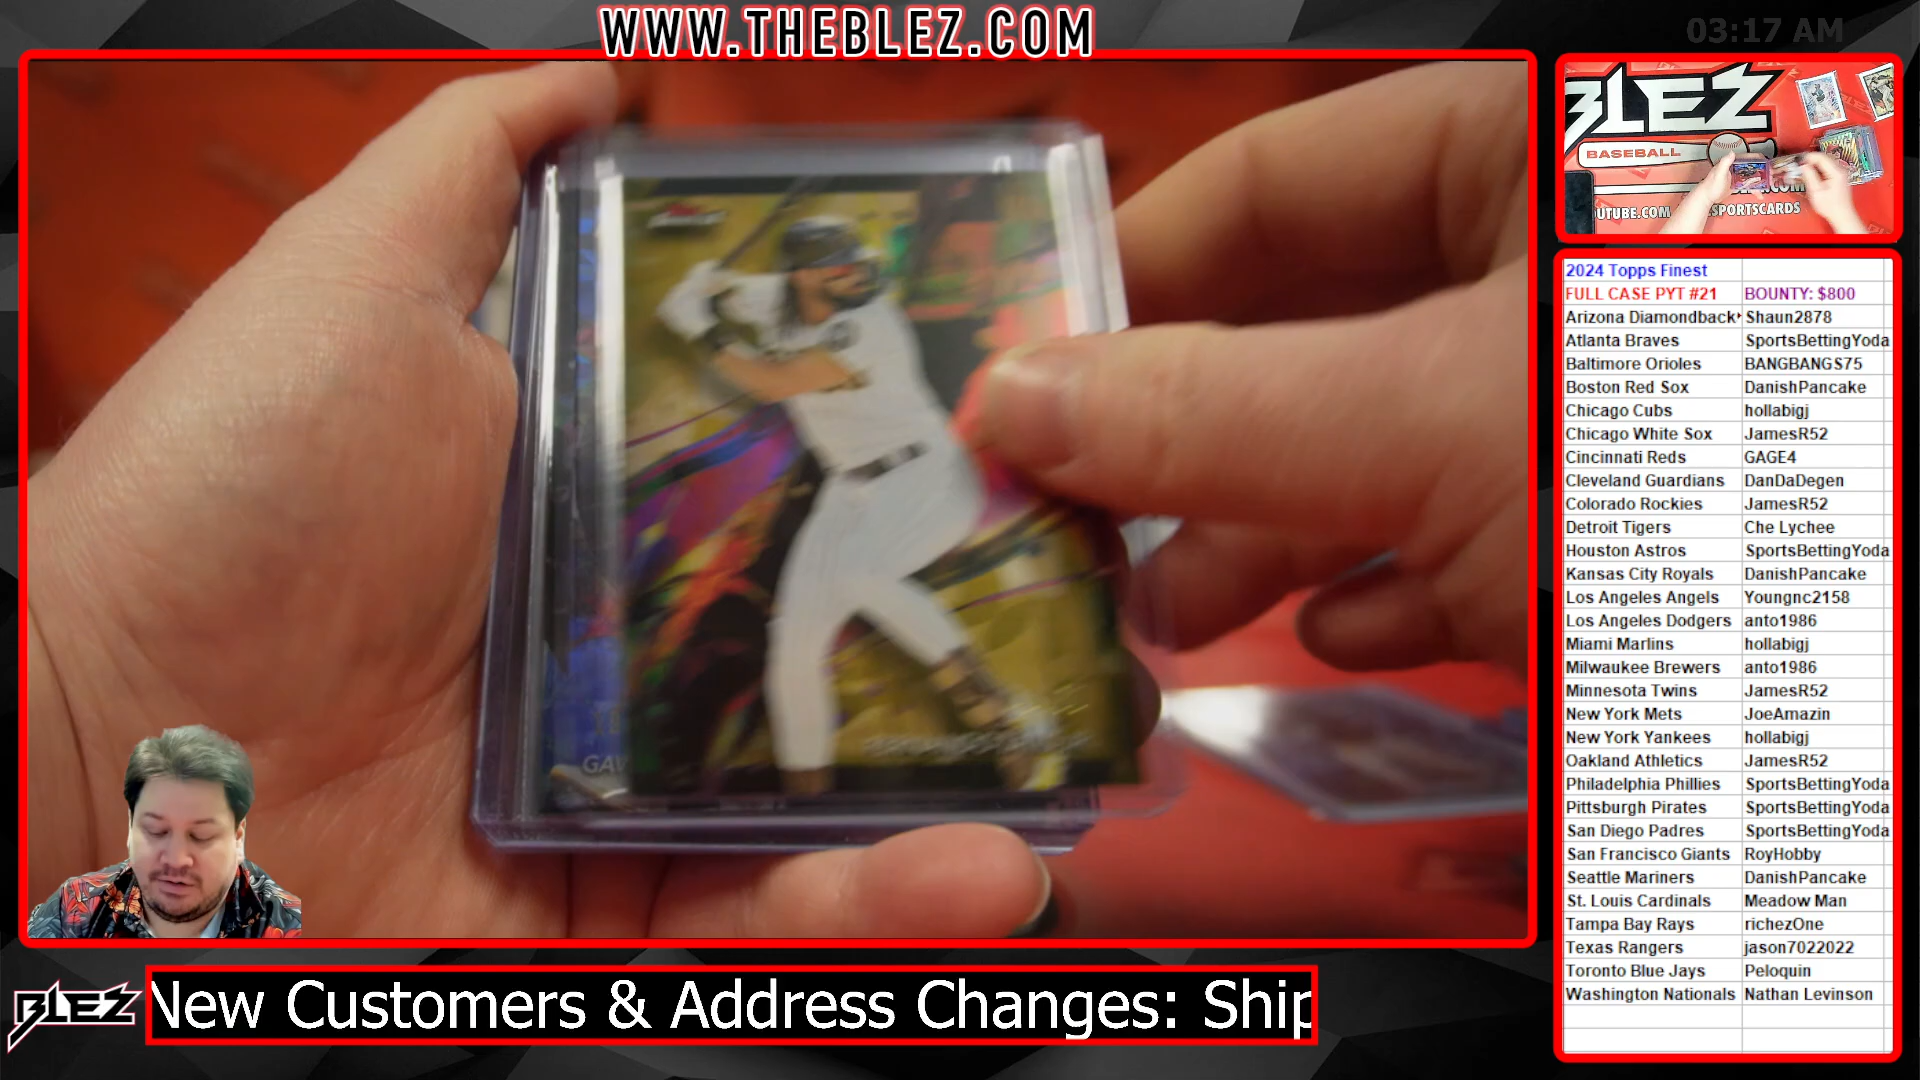 WWW.THEBLEZ.COM
03:17 AM
BLEZ
BASEBALL
UTUBE.COM
SPORTSCARDS
2024 Topps Finest
FULL CASE PYT #21 BOUNTY: $800
Arizona Diamondback Shaun2878
Atlanta Braves SportsBettingYoda
Baltimore Orioles BANGBANGS75
Boston Red Sox DanishPancake
Chicago Cubs hollabigj
Chicago White Sox JamesR52
Cincinnati Reds GAGE4
Cleveland Guardians DanDaDegen
Colorado Rockies JamesR52
Detroit Tigers Che Lychee
Houston Astros SportsBettingYoda
Kansas City Royals DanishPancake
Los Angeles Angels Youngnc2158
Los Angeles Dodgers anto1986
Miami Marlins hollabigj
Milwaukee Brewers anto1986
Minnesota Twins JamesR52
New York Mets JoeAmazin
New York Yankees hollabigj
Oakland Athletics JamesR52
Philadelphia Phillies SportsBettingYoda
Pittsburgh Pirates SportsBettingYoda
San Diego Padres SportsBettingYoda
San Francisco Giants RoyHobby
Seattle Mariners DanishPancake
St. Louis Cardinals Meadow Man
Tampa Bay Rays richezOne
Texas Rangers jason7022022
Toronto Blue Jays Peloquin
Washington Nationals Nathan Levinson
GAV
BLEZ
New Customers & Address Changes: Ship